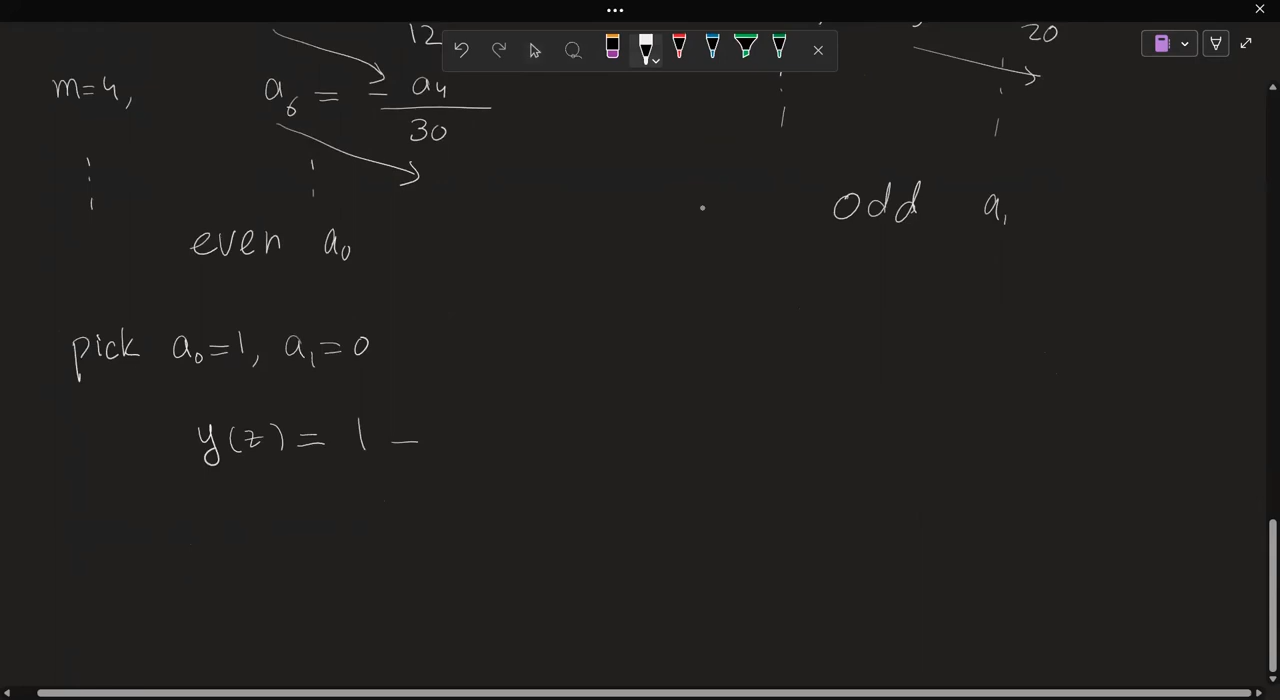 12
20
m=4, a₆ = - a₄
30
odd a₁
even a₀
pick a₀=1, a₁=0
y(z) = 1 -